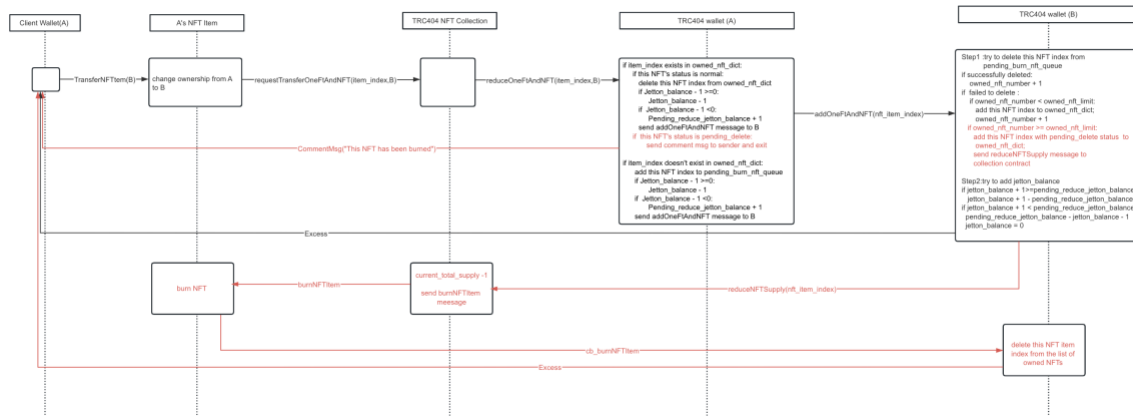 Client Wallet(A)
A's NFT Item
TRC404 NFT Collection
TRC404 wallet (A)
TRC404 wallet (B)
TransferNFTtem(B)
change ownership from A
to B
requestTransferOneFtAndNFT(item_index,B)
reduceOneFtAndNFT(item_index,B)
if item_index exists in owned_nft_dict:
if this NFT's status is normal:
delete this NFT index from owned_nft_dict
if Jetton_balance - 1 >=0:
Jetton_balance - 1
if Jetton_balance - 1 <0:
Pending_reduce_jetton_balance + 1
send addOneFtAndNFT message to B
if this NFT's status is pending_delete:
send comment msg to sender and exit
if item_index doesn't exist in owned_nft_dict:
add this NFT index to pending_burn_nft_queue
if Jetton_balance - 1 >=0:
Jetton_balance - 1
if Jetton_balance - 1 <0:
Pending_reduce_jetton_balance + 1
send addOneFtAndNFT message to B
addOneFtAndNFT(nft_item_index)
Step1 :try to delete this NFT index from
pending_burn_nft_queue
if successfully deleted:
owned_nft_number + 1
if failed to delete :
if owned_nft_number < owned_nft_limit:
add this NFT index to owned_nft_dict;
owned_nft_number + 1
if owned_nft_number >= owned_nft_limit:
add this NFT index with pending_delete status to
owned_nft_dict;
send reduceNFTSupply message to
collection contract
Step2:try to add jetton_balance
if jetton_balance + 1>=pending_reduce_jetton_balance
jetton_balance + 1 - pending_reduce_jetton_balance
if jetton_balance + 1 < pending_reduce_jetton_balance
pending_reduce_jetton_balance - jetton_balance - 1
jetton_balance = 0
CommentMsg("This NFT has been burned")
Excess
burn NFT
burnNFTItem
current_total_supply -1
send burnNFTItem
meesage
reduceNFTSupply(nft_item_index)
cb_burnNFTItem
delete this NFT item
index from the list of
owned NFTs
Excess